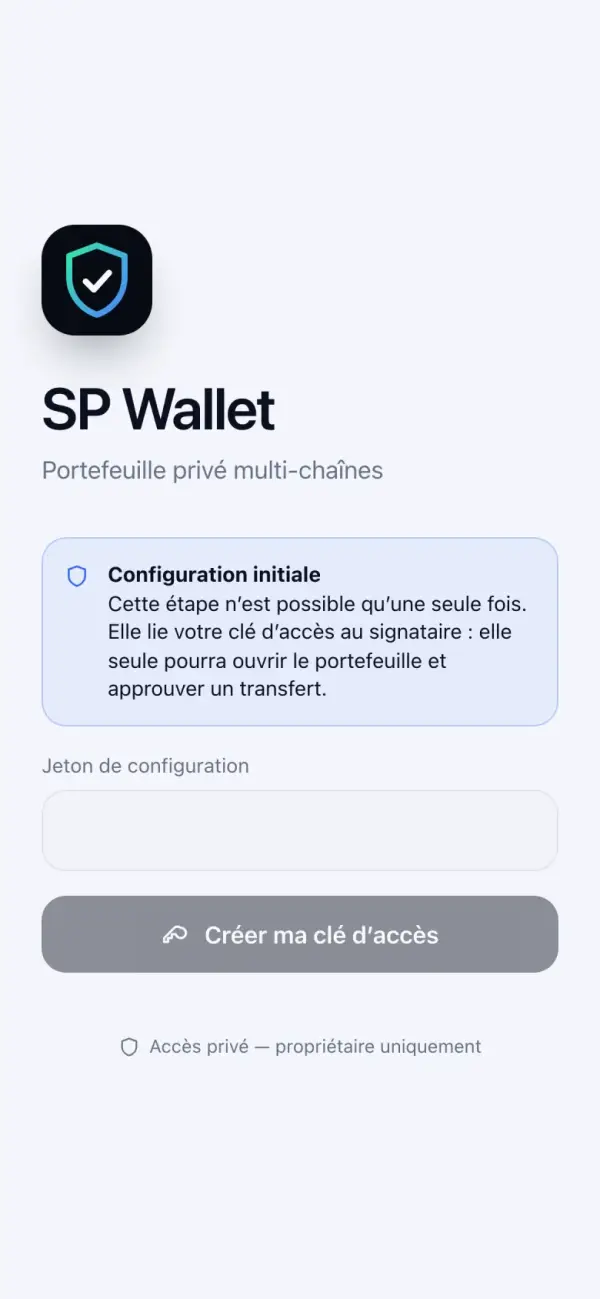 SP Wallet
Portefeuille privé multi-chaînes
Configuration initiale
Cette étape n’est possible qu’une seule fois.
Elle lie votre clé d’accès au signataire : elle
seule pourra ouvrir le portefeuille et
approuver un transfert.
Jeton de configuration
Créer ma clé d’accès
Accès privé — propriétaire uniquement